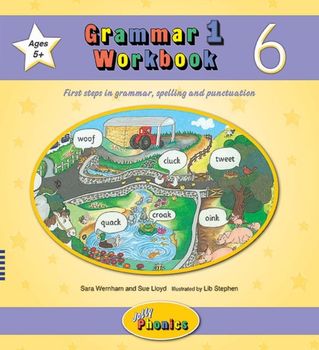 Ages
5+
Grammar 1
Workbook
6
First steps in grammar, spelling and punctuation
woof
cluck
tweet
quack
croak
oink
Sara Wernham and Sue Lloyd Illustrated by Lib Stephen
Jolly
Phonics